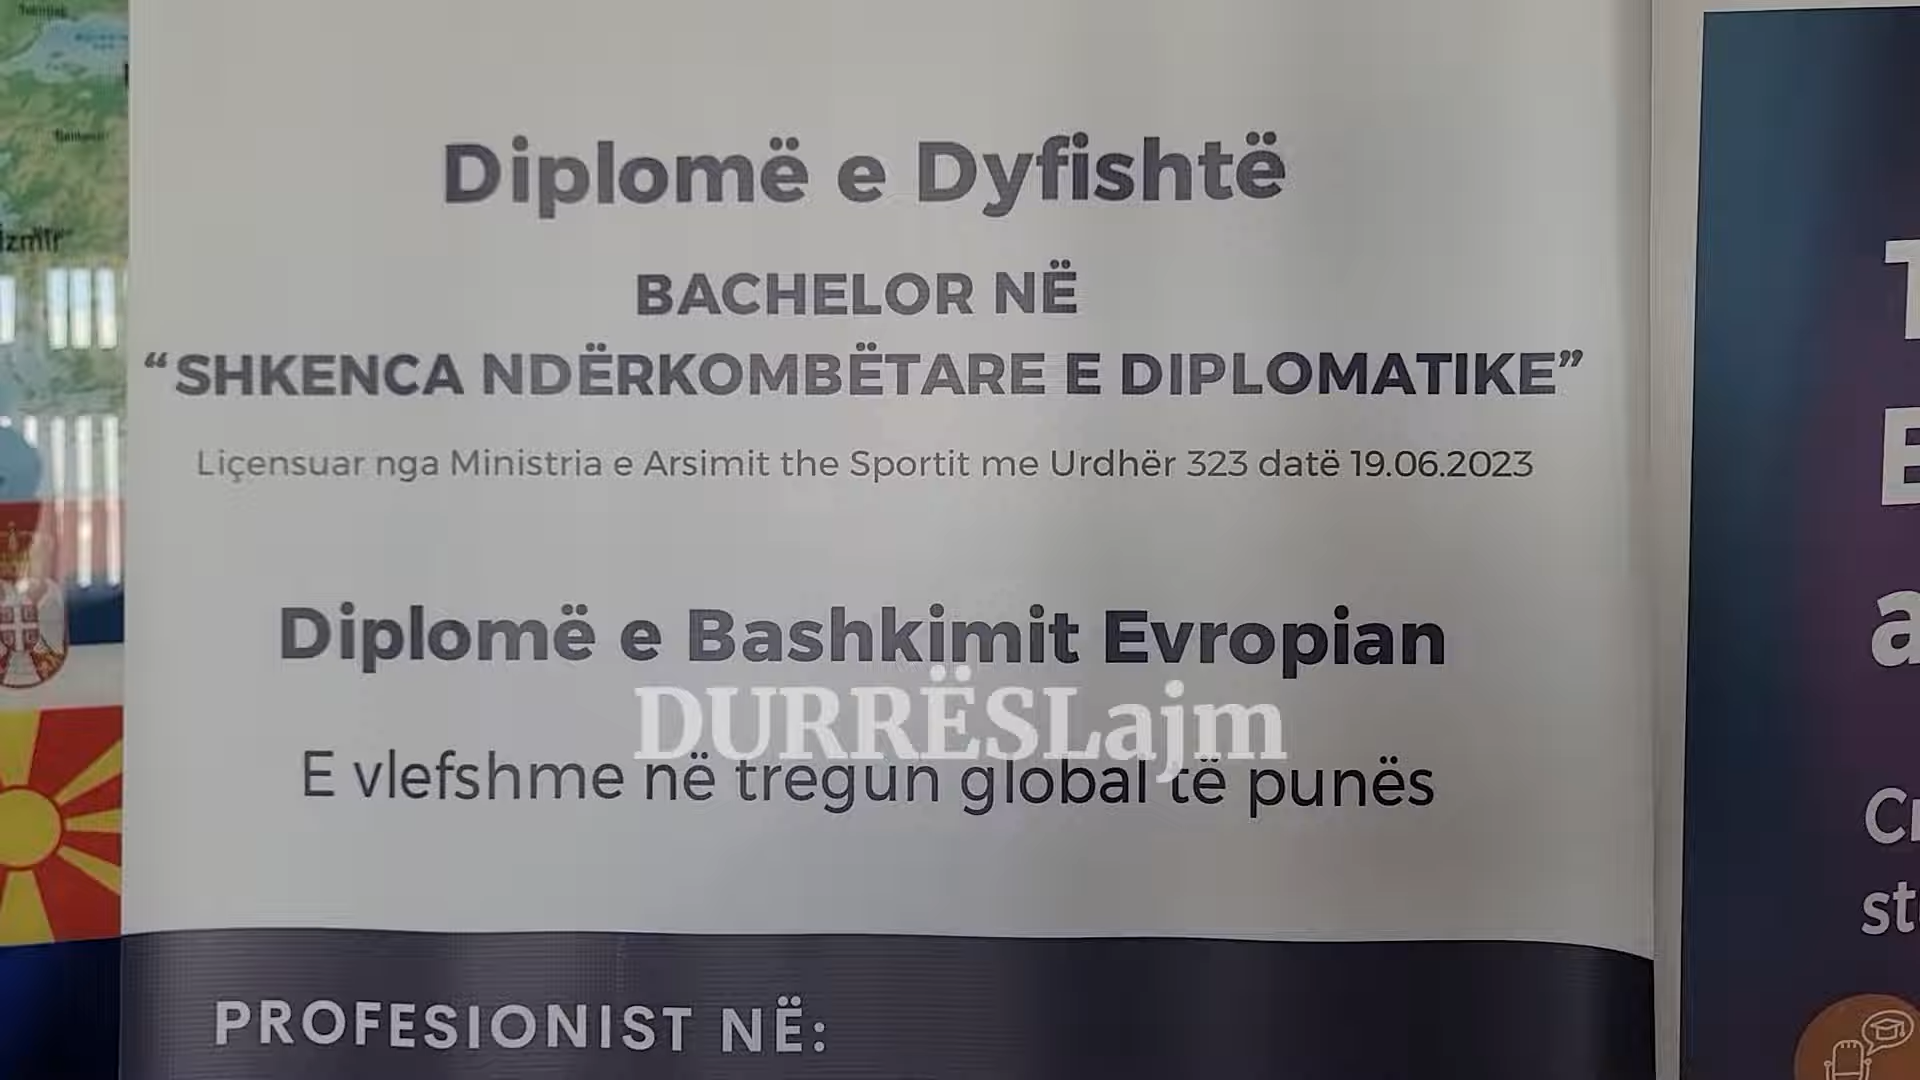 İzmir
Diplomë e Dyfishtë
BACHELOR NË
“SHKENCA NDËRKOMBËTARE E DIPLOMATIKE”
Liçensuar nga Ministria e Arsimit the Sportit me Urdhër 323 datë 19.06.2023
Diplomë e Bashkimit Evropian
DURRËSLajm
E vlefshme në tregun global të punës
PROFESIONIST NË: